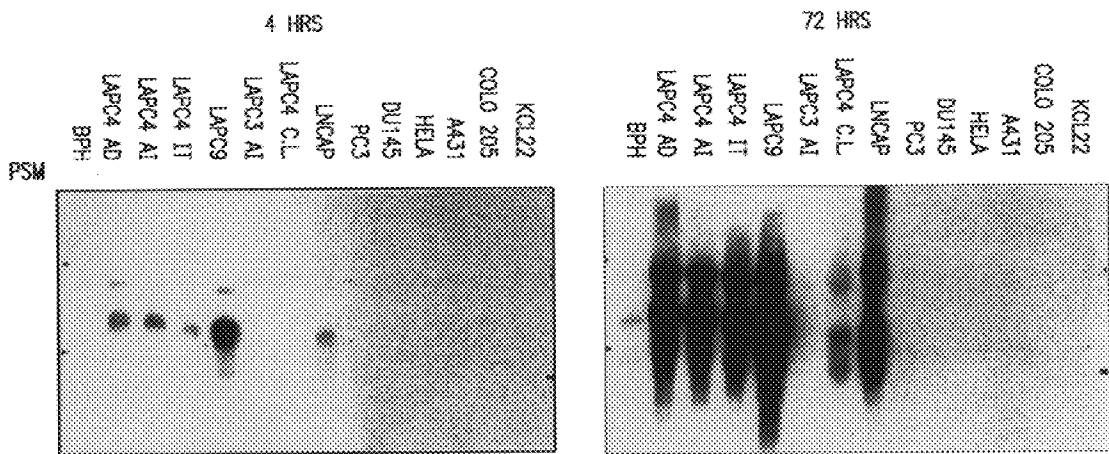 4 HRS
BPH
LAPC4 AD
LAPC4 AI
LAPC4 IT
LAPC9
LAPC3 AI
LAPC4 C.L.
LNCAP
PC3
DU145
HELA
A431
COLO 205
KCL22
PSM
72 HRS
BPH
LAPC4 AD
LAPC4 AI
LAPC4 IT
LAPC9
LAPC3 AI
LAPC4 C.L.
LNCAP
PC3
DU145
HELA
A431
COLO 205
KCL22